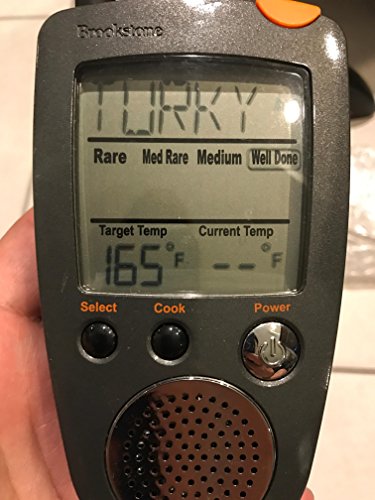 Brookstone
TURKY
Rare Med Rare Medium Well Done
Target Temp Current Temp
165°F --°F
Select Cook Power